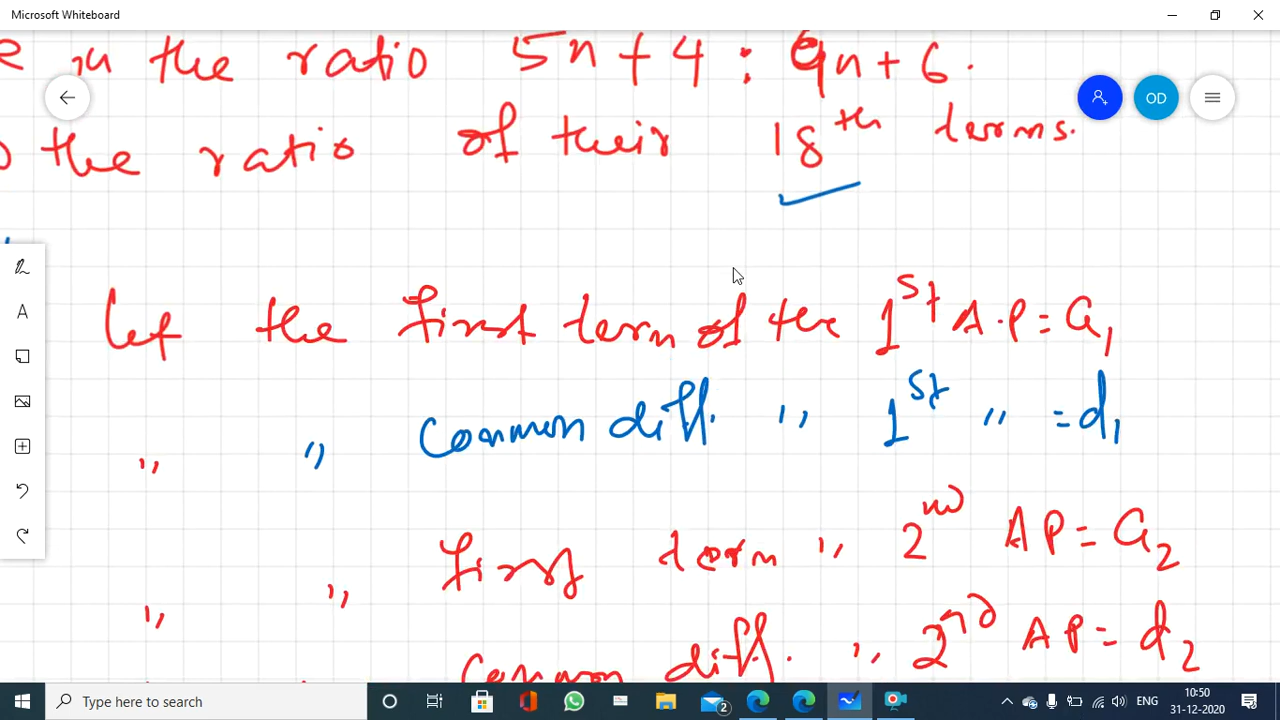 Microsoft Whiteboard
in the ratio 5n + 4 : 9n + 6.
the ratio of their 18th terms.
OD
A
Let the first term of the 1st A.P = a1
" " Common diff. " 1st " = d1
" " first term " 2nd AP = a2
Common diff. " 2nd AP = d2
Type here to search
2
ENG
10:50
31-12-2020